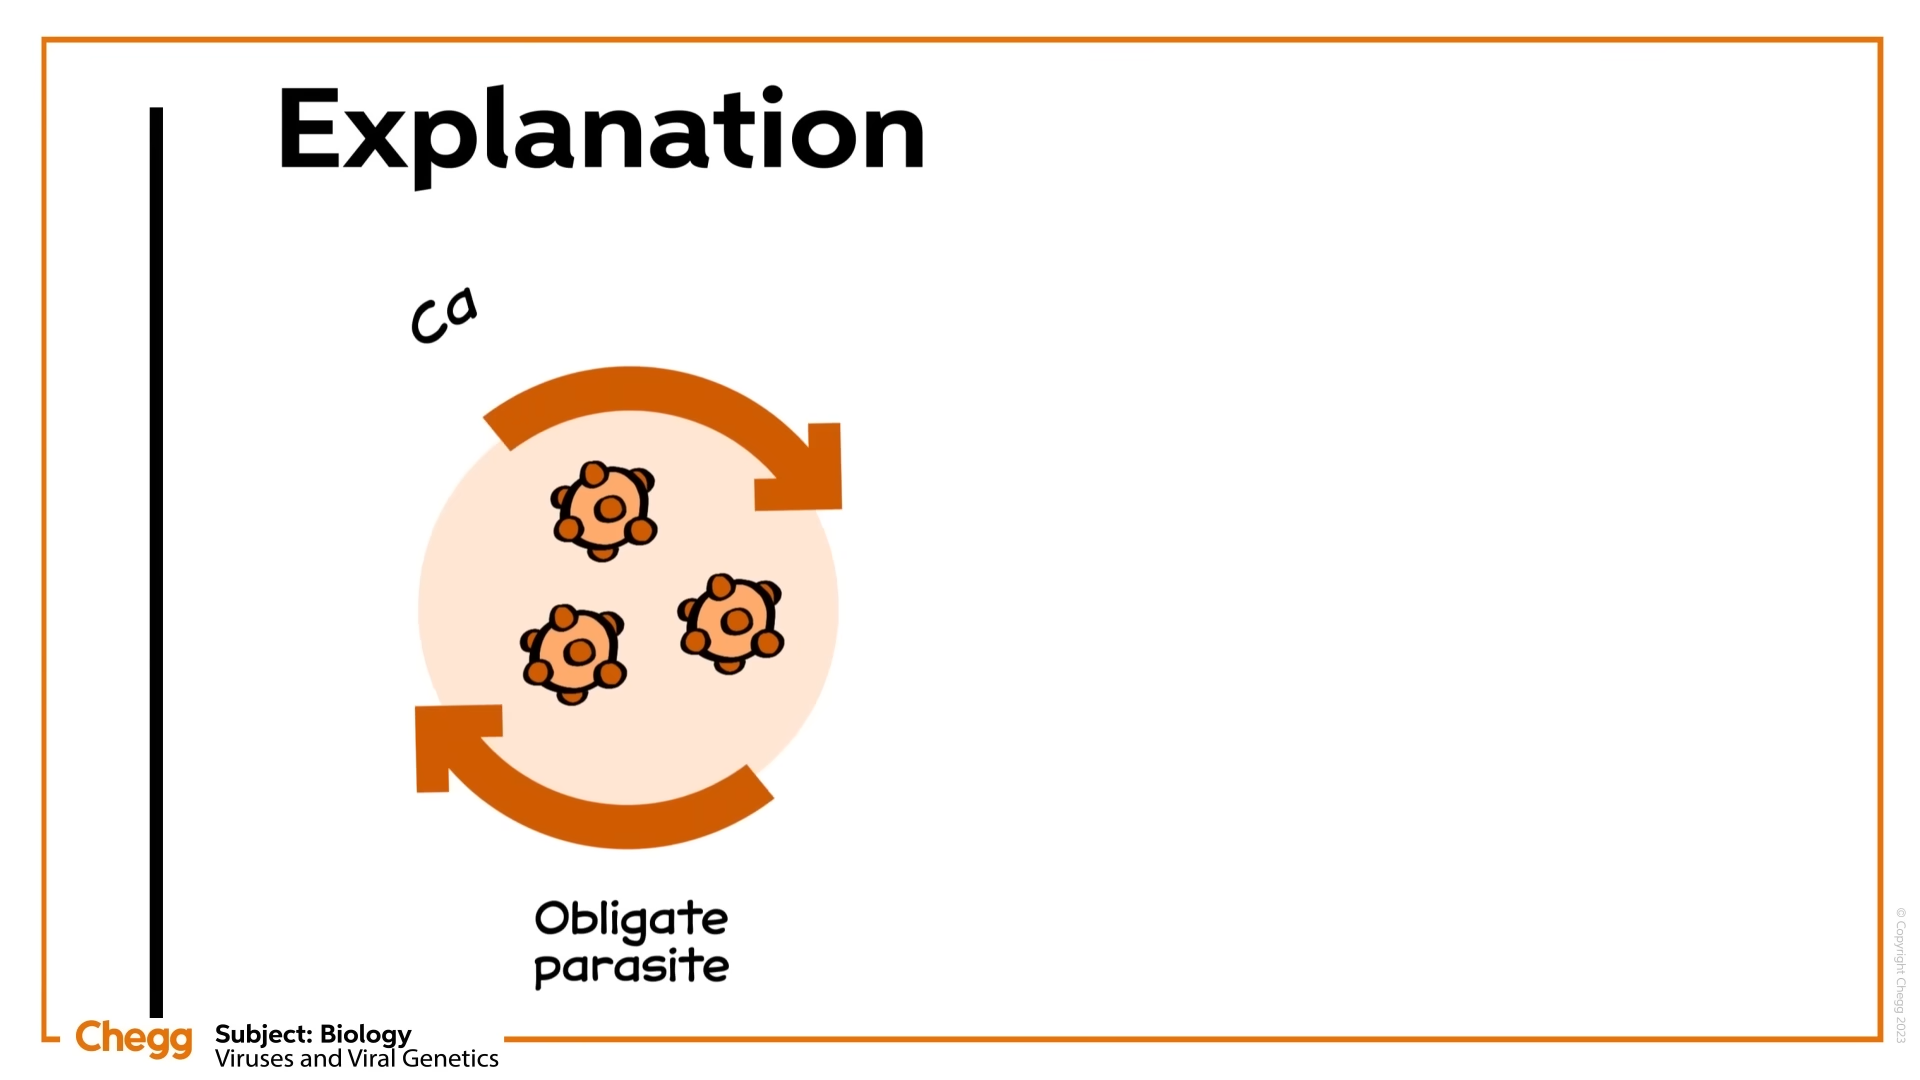 Explanation
Ca
Obligate
parasite
Chegg
Subject: Biology
Viruses and Viral Genetics
© Copyright Chegg 2023